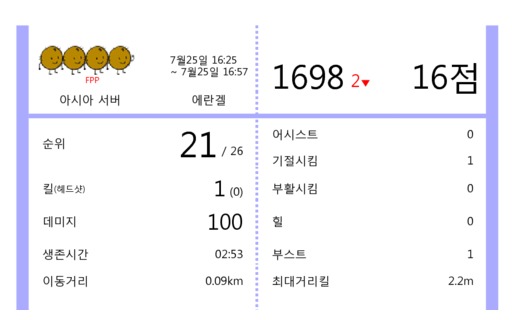 FPP
아시아 서버
7월25일 16:25
~ 7월25일 16:57
에란겔
1698 2▼
16점
순위 21 / 26
킬(헤드샷) 1 (0)
데미지 100
생존시간 02:53
이동거리 0.09km
어시스트 0
기절시킴 1
부활시킴 0
힐 0
부스트 1
최대거리킬 2.2m